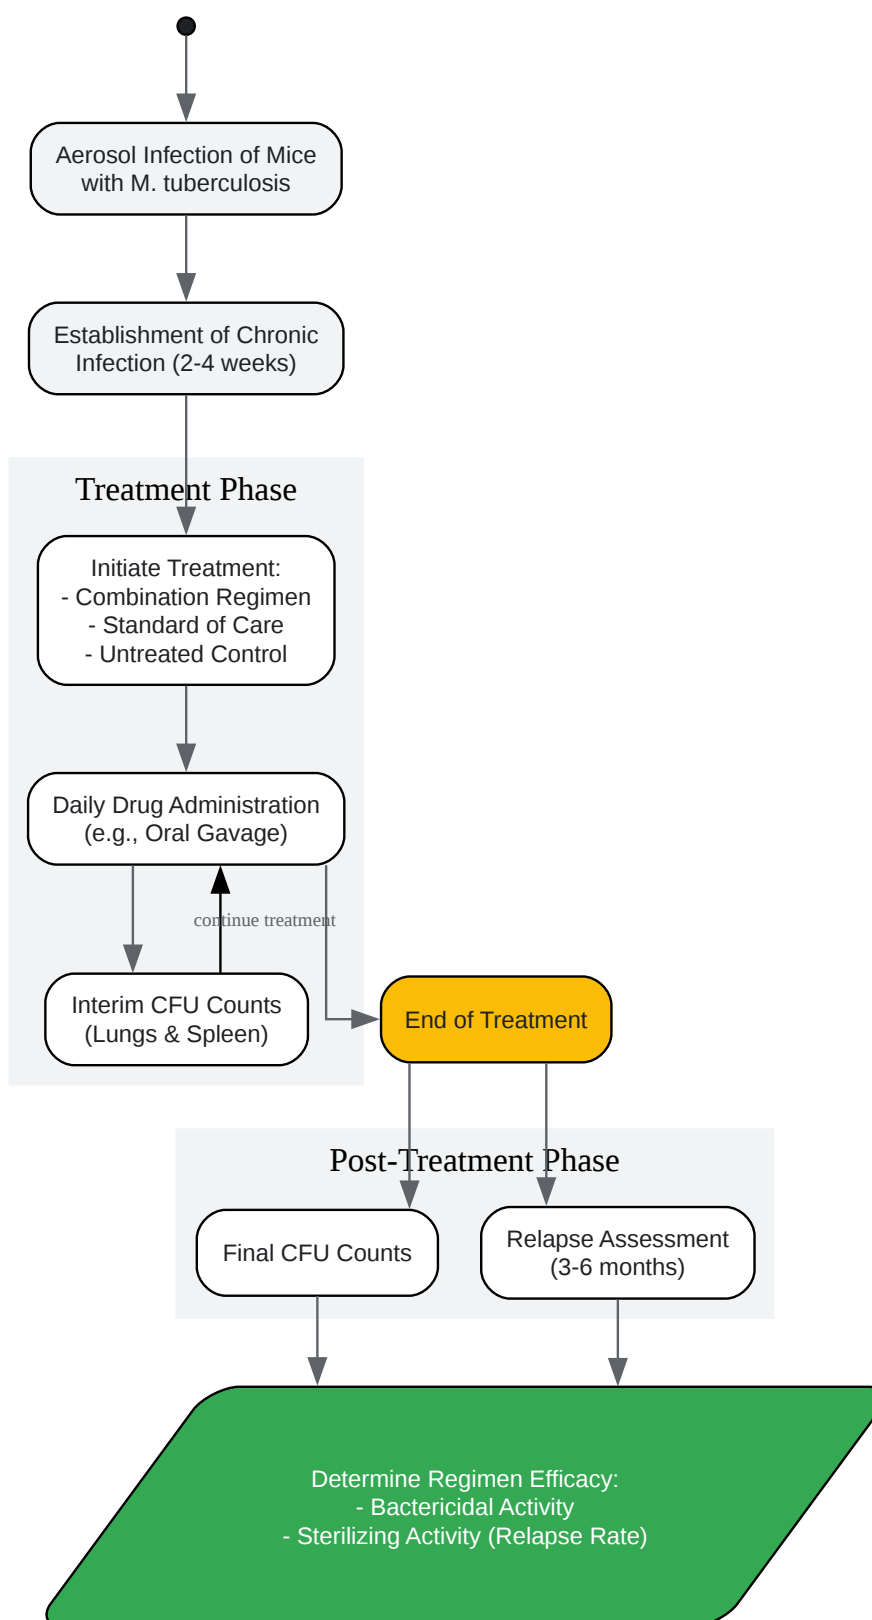 Aerosol Infection of Mice
with M. tuberculosis
Establishment of Chronic
Infection (2-4 weeks)
Treatment Phase
Initiate Treatment:
- Combination Regimen
- Standard of Care
- Untreated Control
Daily Drug Administration
(e.g., Oral Gavage)
continue treatment
Interim CFU Counts
(Lungs & Spleen)
End of Treatment
Post-Treatment Phase
Final CFU Counts
Relapse Assessment
(3-6 months)
Determine Regimen Efficacy:
- Bactericidal Activity
- Sterilizing Activity (Relapse Rate)